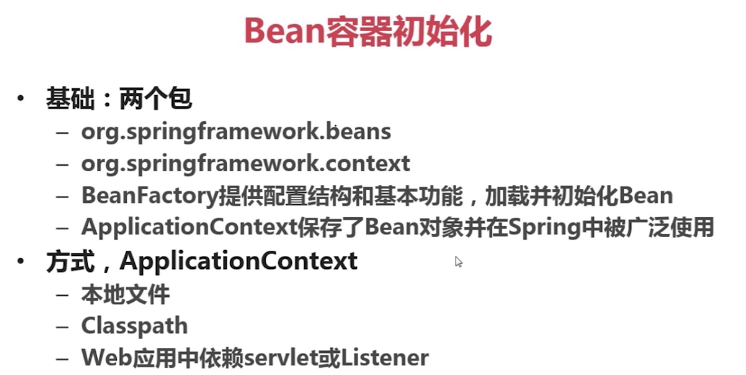 Bean容器初始化
• 基础：两个包
– org.springframework.beans
– org.springframework.context
– BeanFactory提供配置结构和基本功能，加载并初始化Bean
– ApplicationContext保存了Bean对象并在Spring中被广泛使用
• 方式，ApplicationContext
– 本地文件
– Classpath
– Web应用中依赖servlet或Listener